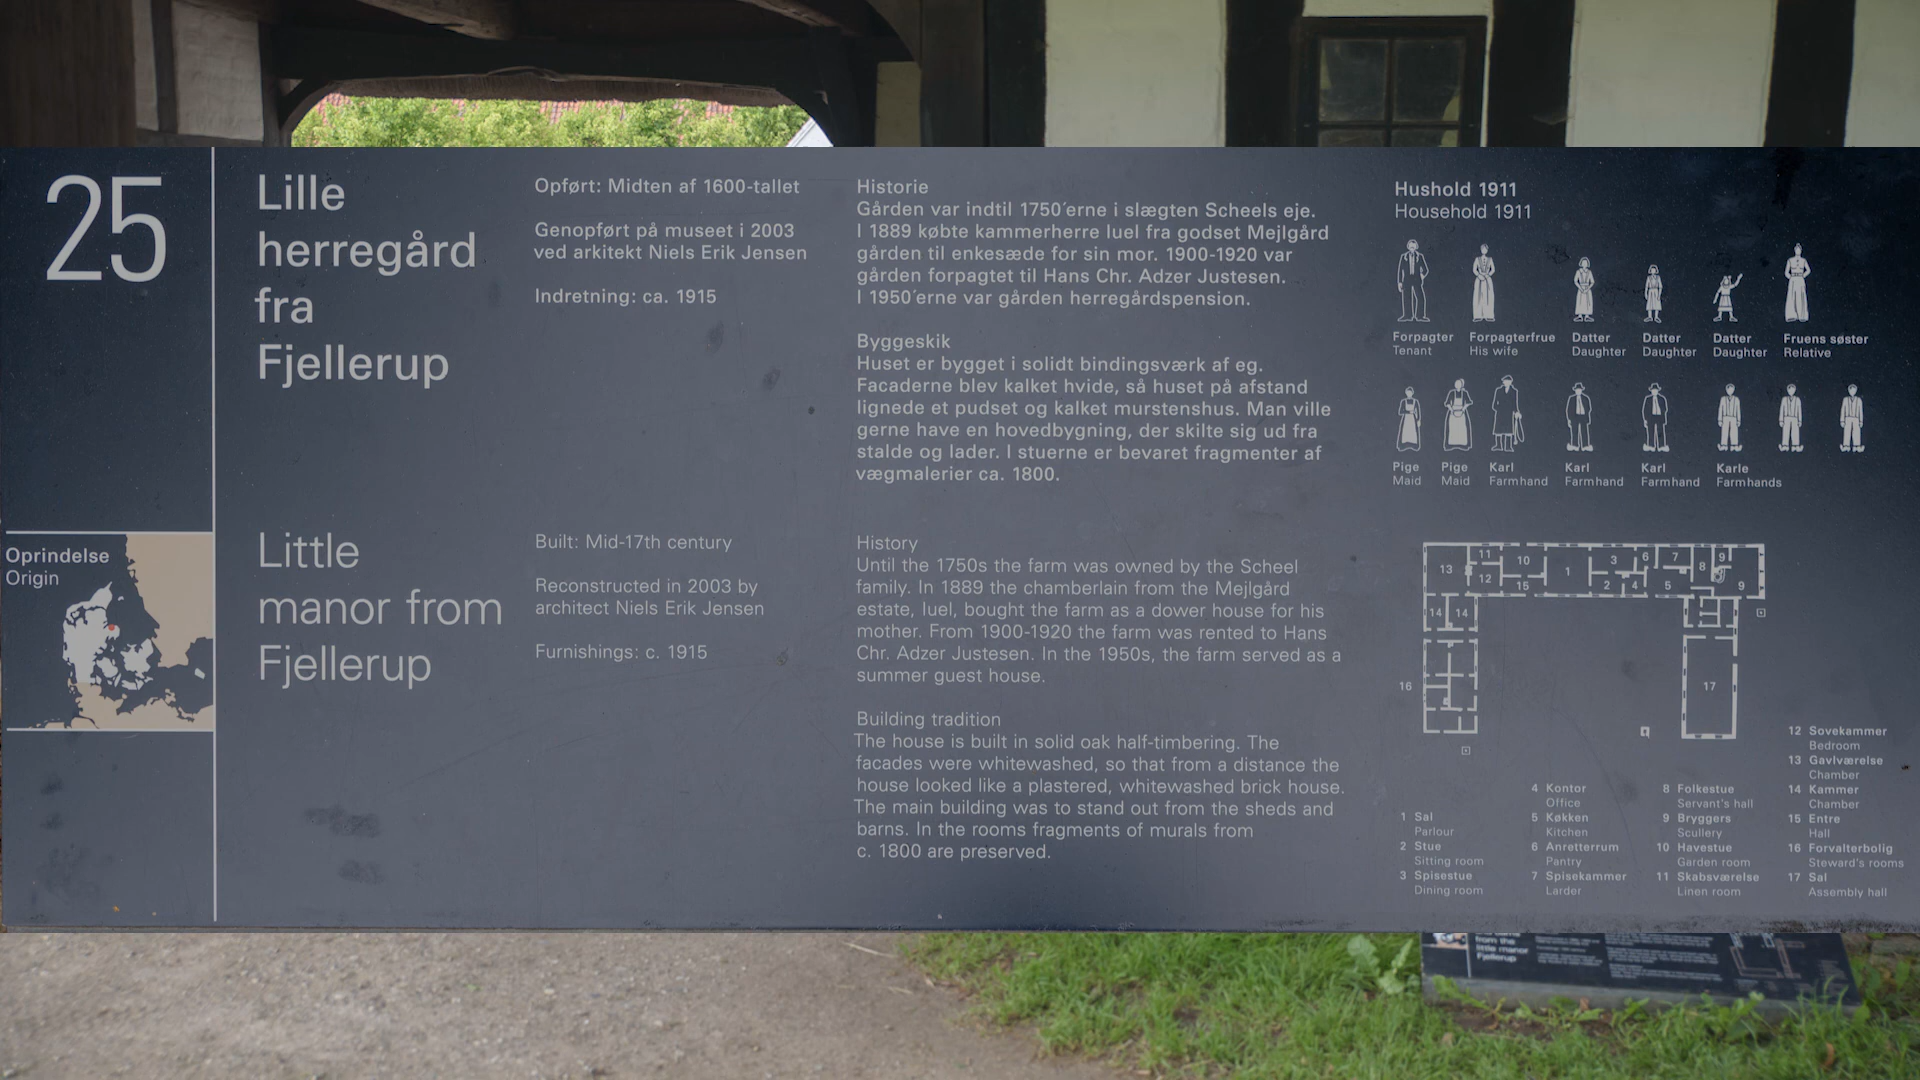 25
Lille
herregård
fra
Fjellerup
Opført: Midten af 1600-tallet
Genopført på museet i 2003
ved arkitekt Niels Erik Jensen
Indretning: ca. 1915
Historie
Gården var indtil 1750´erne i slægten Scheels eje.
I 1889 købte kammerherre luel fra godset Mejlgård
gården til enkesæde for sin mor. 1900-1920 var
gården forpagtet til Hans Chr. Adzer Justesen.
I 1950´erne var gården herregårdspension.
Byggeskik
Huset er bygget i solidt bindingsværk af eg.
Facaderne blev kalket hvide, så huset på afstand
lignede et pudset og kalket murstenshus. Man ville
gerne have en hovedbygning, der skilte sig ud fra
stalde og lader. I stuerne er bevaret fragmenter af
vægmalerier ca. 1800.
Hushold 1911
Household 1911
Forpagter
Tenant
Forpagterfrue
His wife
Datter
Daughter
Datter
Daughter
Datter
Daughter
Fruens søster
Relative
Pige
Maid
Pige
Maid
Karl
Farmhand
Karl
Farmhand
Karl
Farmhand
Karle
Farmhands
Oprindelse
Origin
Little
manor from
Fjellerup
Built: Mid-17th century
Reconstructed in 2003 by
architect Niels Erik Jensen
Furnishings: c. 1915
History
Until the 1750s the farm was owned by the Scheel
family. In 1889 the chamberlain from the Mejlgård
estate, luel, bought the farm as a dower house for his
mother. From 1900-1920 the farm was rented to Hans
Chr. Adzer Justesen. In the 1950s, the farm served as a
summer guest house.
Building tradition
The house is built in solid oak half-timbering. The
facades were whitewashed, so that from a distance the
house looked like a plastered, whitewashed brick house.
The main building was to stand out from the sheds and
barns. In the rooms fragments of murals from
c. 1800 are preserved.
13 11 12 10 15 1 3 2 6 4 7 5 8 9 9
14 14
16
17
1 Sal
Parlour
2 Stue
Sitting room
3 Spisestue
Dining room
4 Kontor
Office
5 Køkken
Kitchen
6 Anretterrum
Pantry
7 Spisekammer
Larder
8 Folkestue
Servant's hall
9 Bryggers
Scullery
10 Havestue
Garden room
11 Skabsværelse
Linen room
12 Sovekammer
Bedroom
13 Gavlværelse
Chamber
14 Kammer
Chamber
15 Entre
Hall
16 Forvalterbolig
Steward's rooms
17 Sal
Assembly hall
from the
little manor
Fjellerup